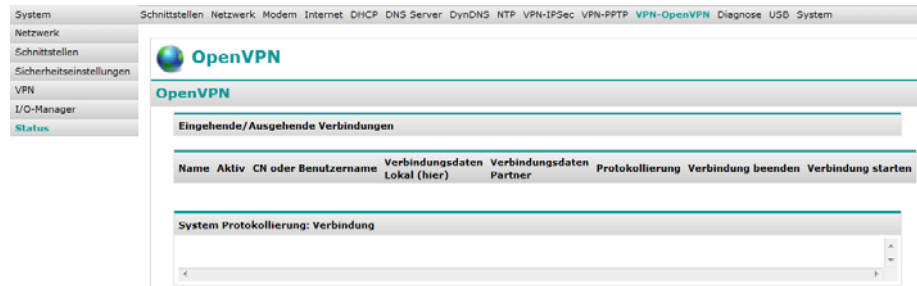 System
Netzwerk
Schnittstellen
Sicherheitseinstellungen
VPN
I/O-Manager
Status
Schnittstellen Netzwerk Modem Internet DHCP DNS Server DynDNS NTP VPN-IPSec VPN-PPTP VPN-OpenVPN Diagnose USB System
OpenVPN
OpenVPN
Eingehende/Ausgehende Verbindungen
Name Aktiv CN oder Benutzername Verbindungsdaten Lokal (hier) Verbindungsdaten Partner Protokollierung Verbindung beenden Verbindung starten
System Protokollierung: Verbindung